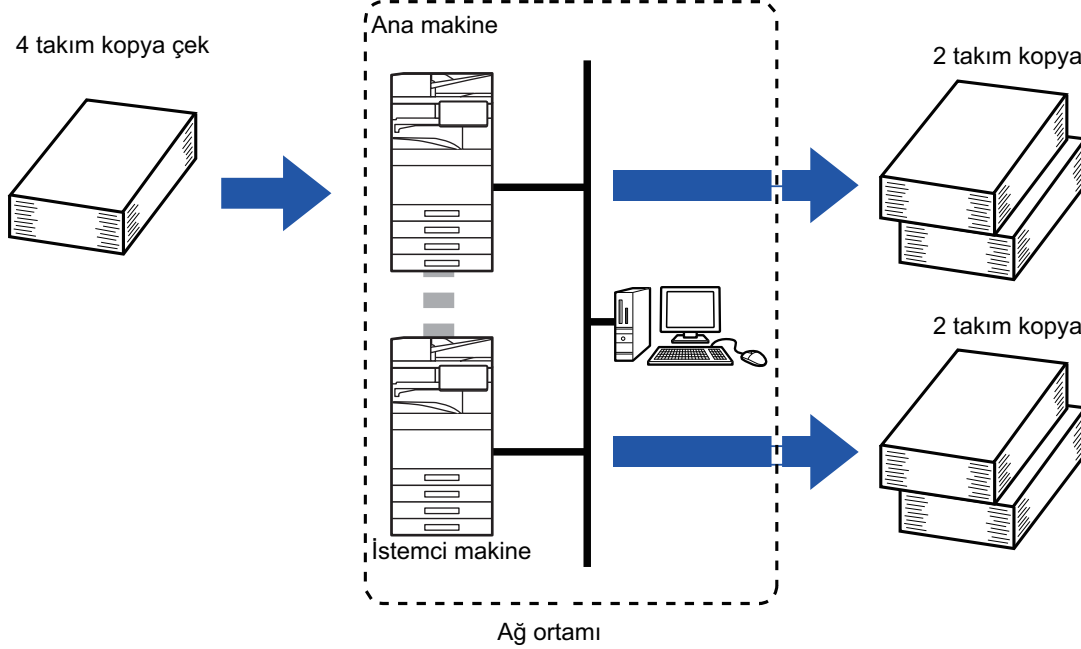 4 takım kopya çek
Ana makine
2 takım kopya
2 takım kopya
İstemci makine
Ağ ortamı